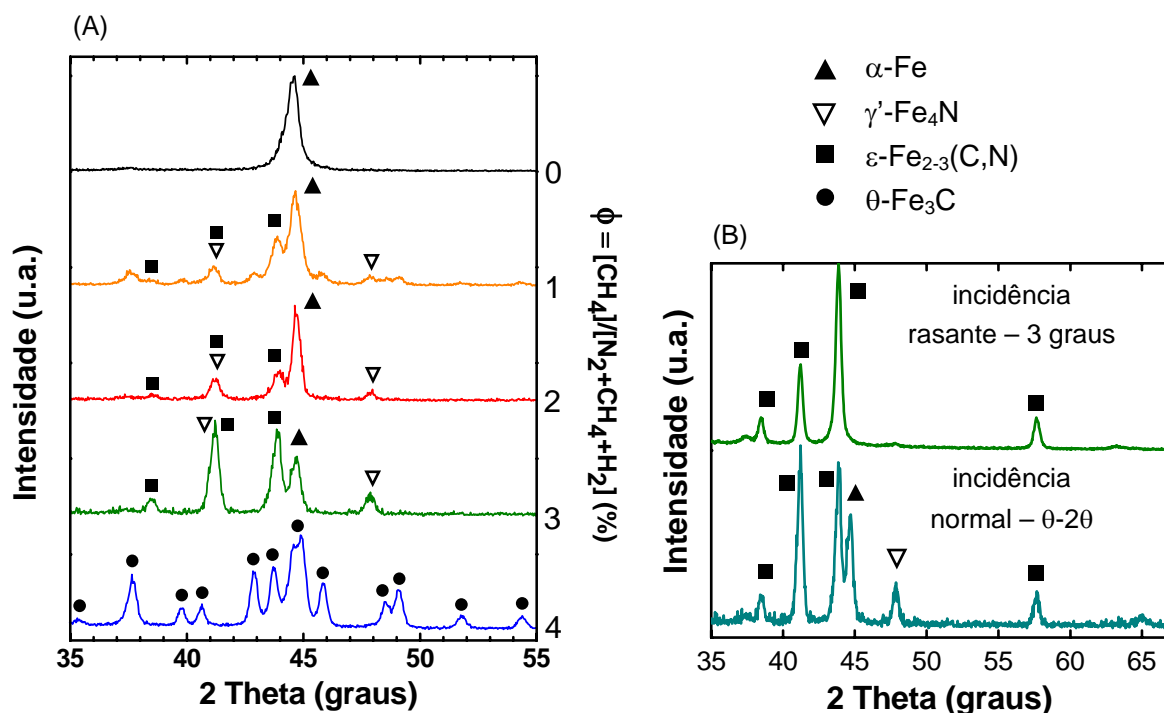 (A)
Intensidade (u.a.)
0
1
2
3
4
35 40 45 50 55
2 Theta (graus)
ϕ = [CH₄]/[N₂+CH₄+H₂] (%)
α-Fe
γ’-Fe₄N
ε-Fe₂₋₃(C,N)
θ-Fe₃C
(B)
Intensidade (u.a.)
incidência
rasante – 3 graus
incidência
normal – θ-2θ
35 40 45 50 55 60 65
2 Theta (graus)